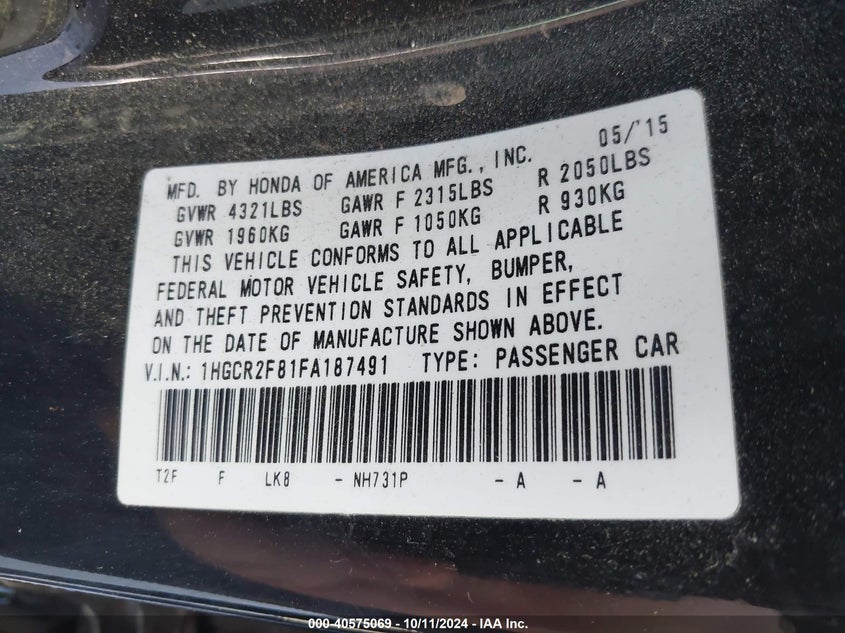 05/'15
MFD. BY HONDA OF AMERICA MFG., INC.
GVWR 4321LBS GAWR F 2315LBS R 2050LBS
GVWR 1960KG GAWR F 1050KG R 930KG
THIS VEHICLE CONFORMS TO ALL APPLICABLE
FEDERAL MOTOR VEHICLE SAFETY, BUMPER,
AND THEFT PREVENTION STANDARDS IN EFFECT
ON THE DATE OF MANUFACTURE SHOWN ABOVE.
V.I.N.: 1HGCR2F81FA187491 TYPE: PASSENGER CAR
T2F F LK8 - NH731P - A - A
000-40575069 - 10/11/2024 - IAA Inc.